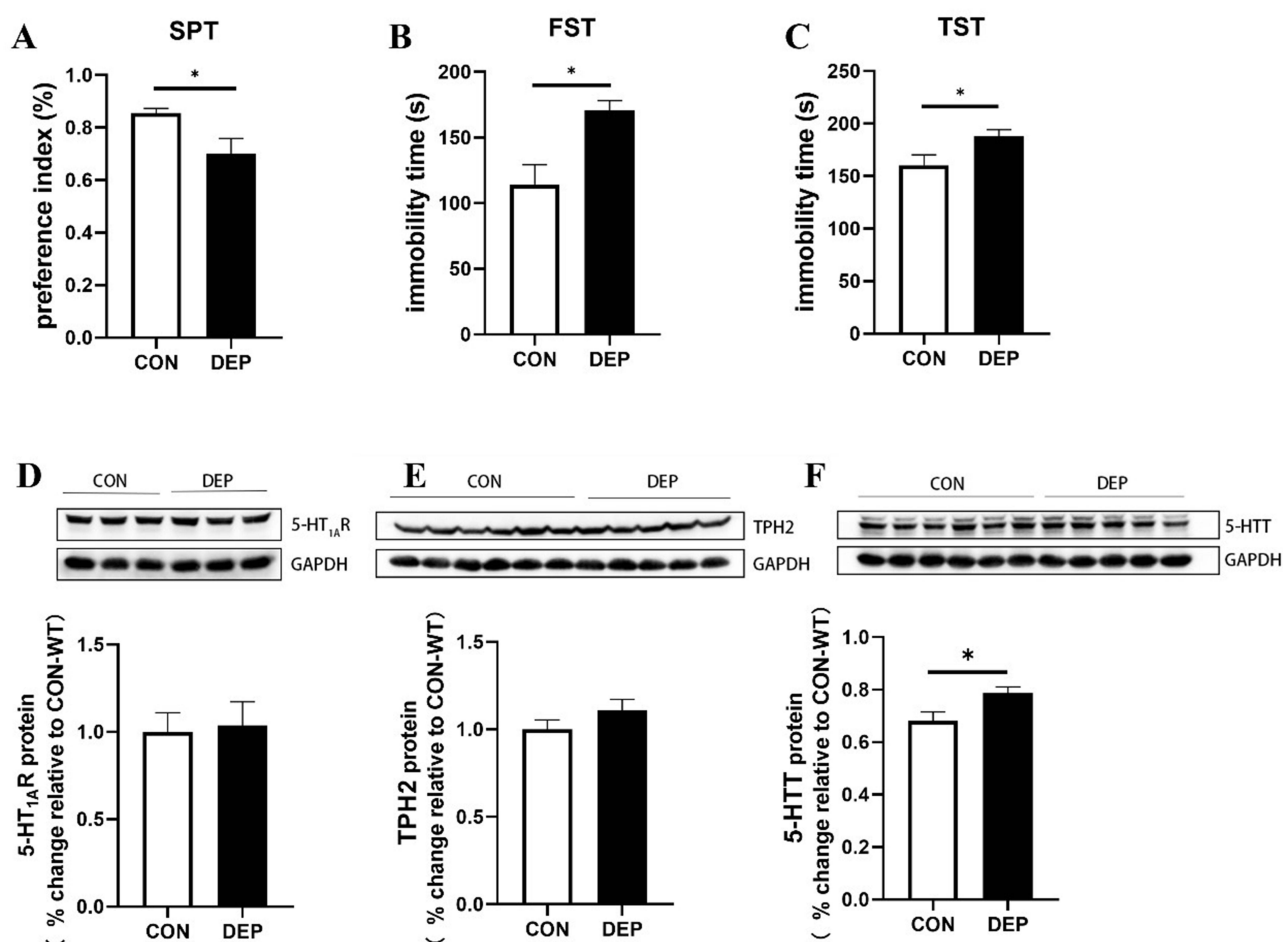 A
SPT
preference index (%)
1.0
0.8
0.6
0.4
0.2
0.0
*
CON
DEP
B
FST
immobility time (s)
200
150
100
50
0
*
CON
DEP
C
TST
immobility time (s)
250
200
150
100
50
0
*
CON
DEP
D
CON
DEP
5-HT1AR
GAPDH
5-HT1AR protein
( % change relative to CON-WT)
1.5
1.0
0.5
0.0
CON
DEP
E
CON
DEP
TPH2
GAPDH
TPH2 protein
( % change relative to CON-WT)
1.5
1.0
0.5
0.0
CON
DEP
F
CON
DEP
5-HTT
GAPDH
5-HTT protein
( % change relative to CON-WT)
1.0
0.8
0.6
0.4
0.2
0.0
*
CON
DEP